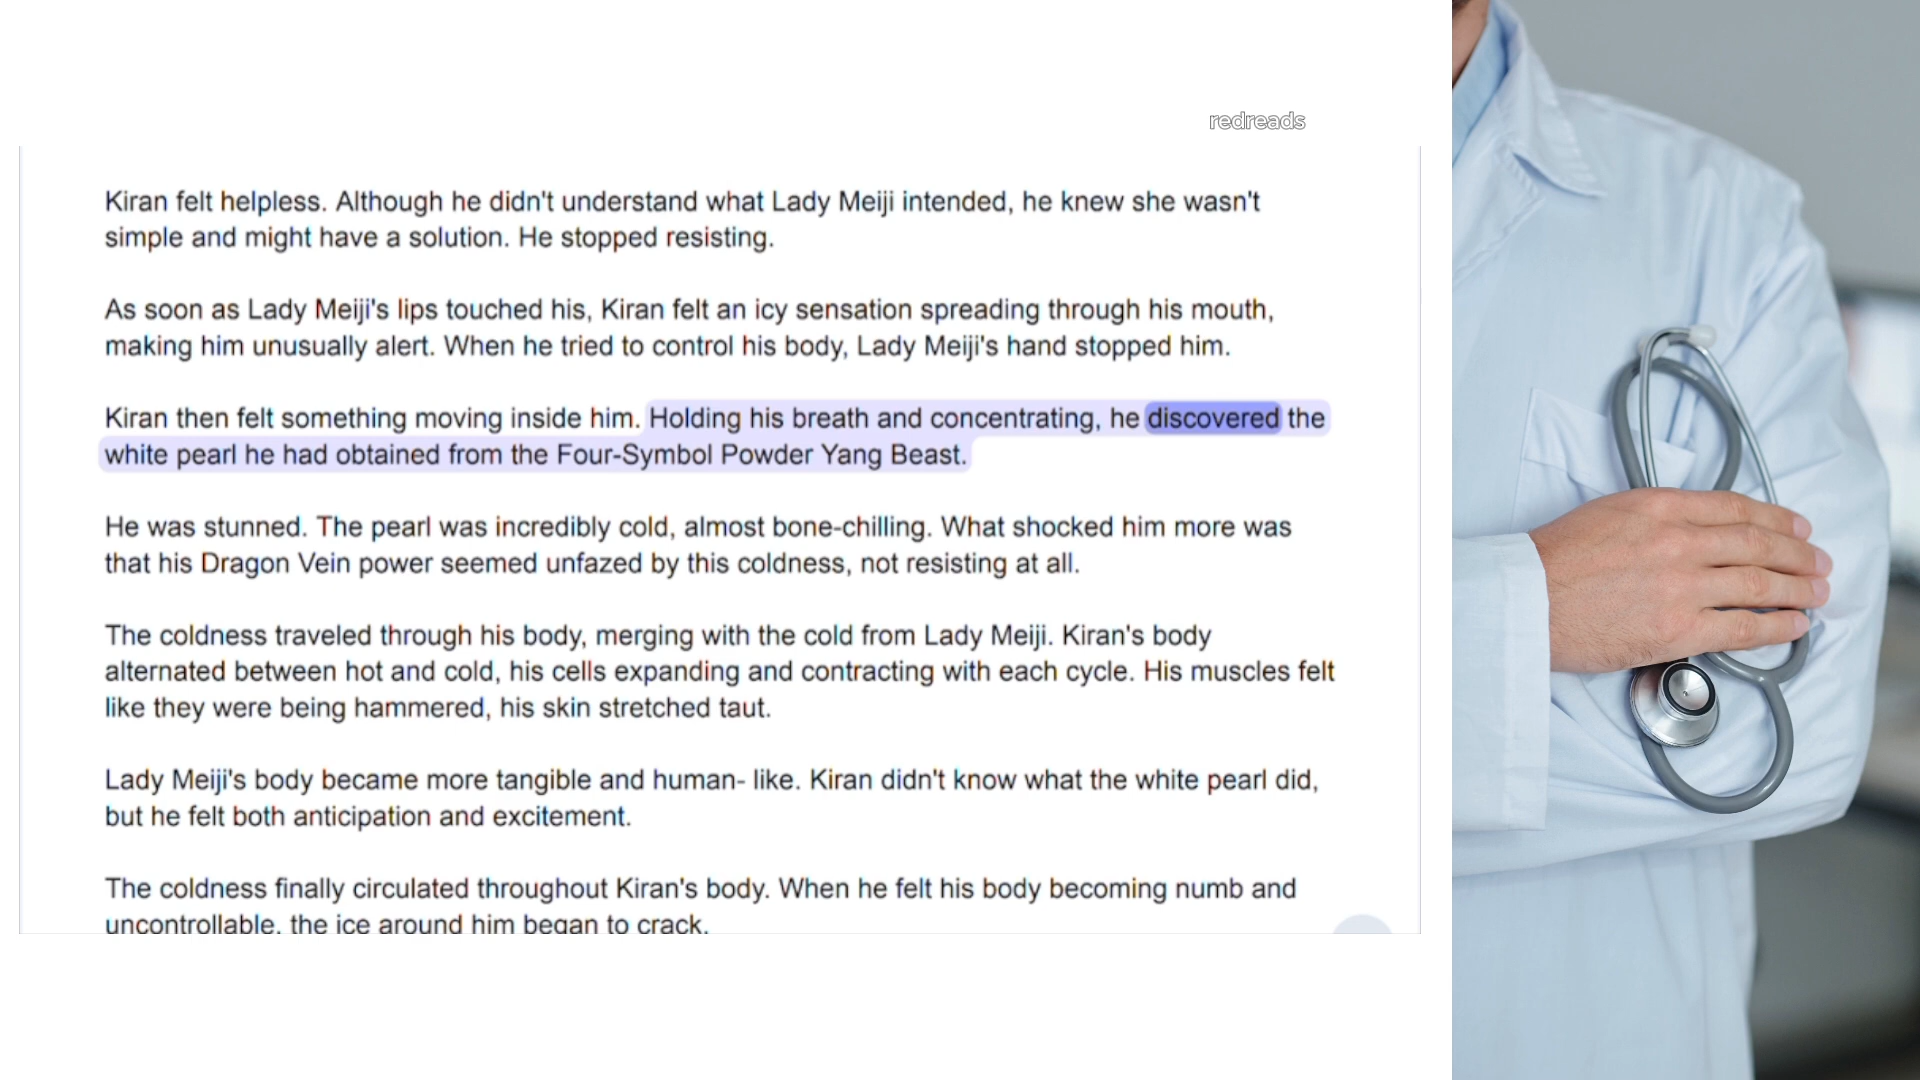 redreads
Kiran felt helpless. Although he didn't understand what Lady Meiji intended, he knew she wasn't
simple and might have a solution. He stopped resisting.
As soon as Lady Meiji's lips touched his, Kiran felt an icy sensation spreading through his mouth,
making him unusually alert. When he tried to control his body, Lady Meiji's hand stopped him.
Kiran then felt something moving inside him. Holding his breath and concentrating, he discovered the
white pearl he had obtained from the Four-Symbol Powder Yang Beast.
He was stunned. The pearl was incredibly cold, almost bone-chilling. What shocked him more was
that his Dragon Vein power seemed unfazed by this coldness, not resisting at all.
The coldness traveled through his body, merging with the cold from Lady Meiji. Kiran's body
alternated between hot and cold, his cells expanding and contracting with each cycle. His muscles felt
like they were being hammered, his skin stretched taut.
Lady Meiji's body became more tangible and human- like. Kiran didn't know what the white pearl did,
but he felt both anticipation and excitement.
The coldness finally circulated throughout Kiran's body. When he felt his body becoming numb and
uncontrollable, the ice around him began to crack.